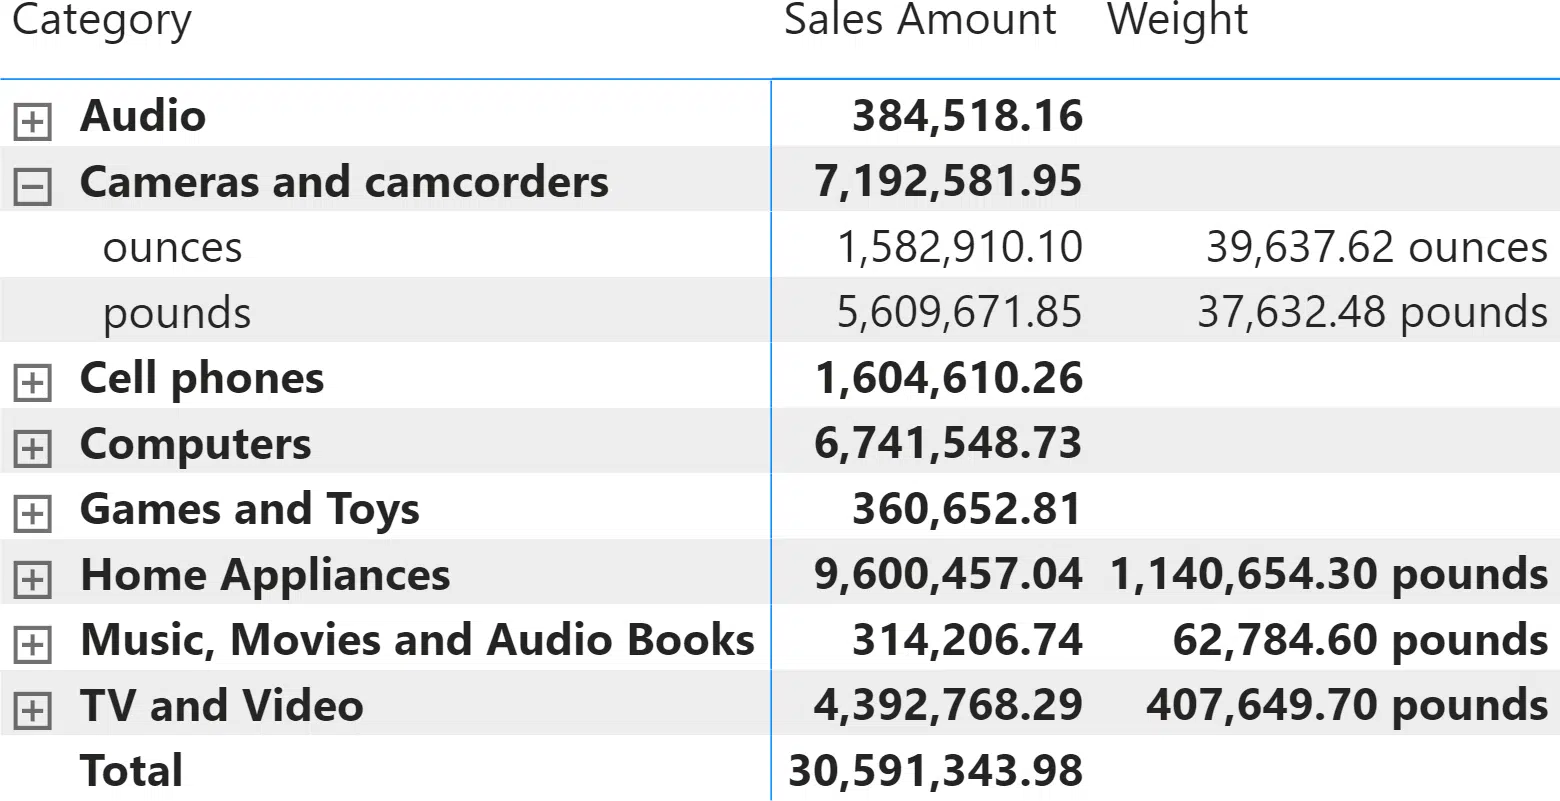 Category Sales Amount Weight
Audio 384,518.16
Cameras and camcorders 7,192,581.95
ounces 1,582,910.10 39,637.62 ounces
pounds 5,609,671.85 37,632.48 pounds
Cell phones 1,604,610.26
Computers 6,741,548.73
Games and Toys 360,652.81
Home Appliances 9,600,457.04 1,140,654.30 pounds
Music, Movies and Audio Books 314,206.74 62,784.60 pounds
TV and Video 4,392,768.29 407,649.70 pounds
Total 30,591,343.98